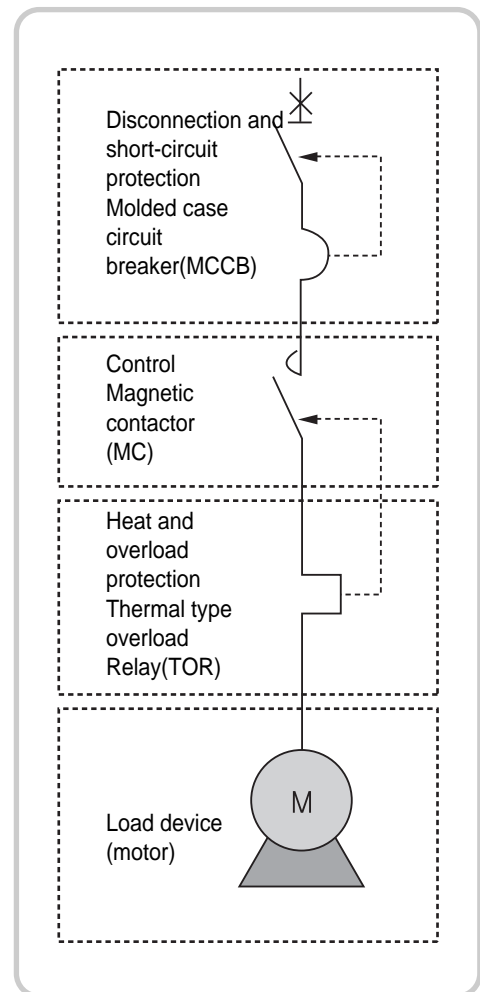 Disconnection and
short-circuit
protection
Molded case
circuit
breaker(MCCB)
Control
Magnetic
contactor
(MC)
Heat and
overload
protection
Thermal type
overload
Relay(TOR)
M
Load device
(motor)